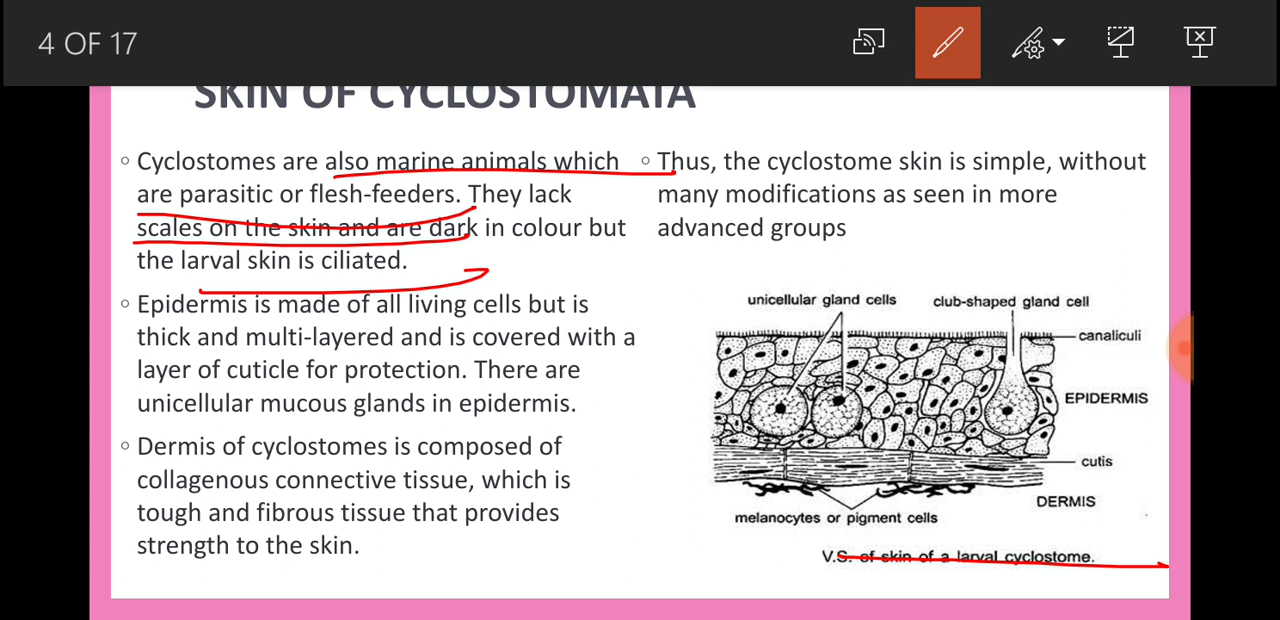 4 OF 17
SKIN OF CYCLOSTOMATA
◦ Cyclostomes are also marine animals which
are parasitic or flesh-feeders. They lack
scales on the skin and are dark in colour but
the larval skin is ciliated.
◦ Epidermis is made of all living cells but is
thick and multi-layered and is covered with a
layer of cuticle for protection. There are
unicellular mucous glands in epidermis.
◦ Dermis of cyclostomes is composed of
collagenous connective tissue, which is
tough and fibrous tissue that provides
strength to the skin.
◦ Thus, the cyclostome skin is simple, without
many modifications as seen in more
advanced groups
unicellular gland cells
club-shaped gland cell
canaliculi
EPIDERMIS
cutis
DERMIS
melanocytes or pigment cells
V.S. of skin of a larval cyclostome.